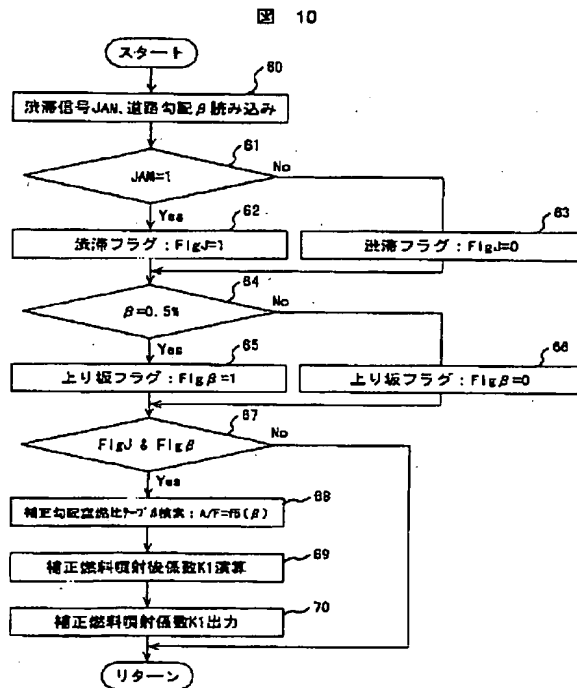 図 10
スタート
60
渋滞信号JAM、道路勾配β読み込み
61
JAM=1
No
Yes
62
渋滞フラグ:FlgJ=1
63
渋滞フラグ:FlgJ=0
64
β=0.5%
No
Yes
65
上り坂フラグ:Flgβ=1
66
上り坂フラグ:Flgβ=0
67
FlgJ & Flgβ
No
Yes
68
補正勾配空燃比テーブル検索:A/F=f5(β)
69
補正燃料噴射後係数K1演算
70
補正燃料噴射係数K1出力
リターン